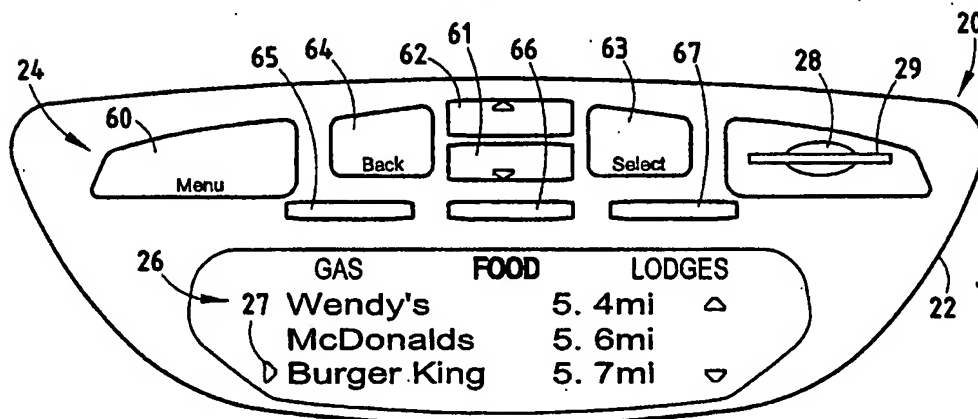 20
61
64 62 66 63 67 28 29
65
24
60
Back
Select
Menu
26
GAS FOOD LODGES
27
Wendy's 5. 4mi
McDonalds 5. 6mi
Burger King 5. 7mi
22